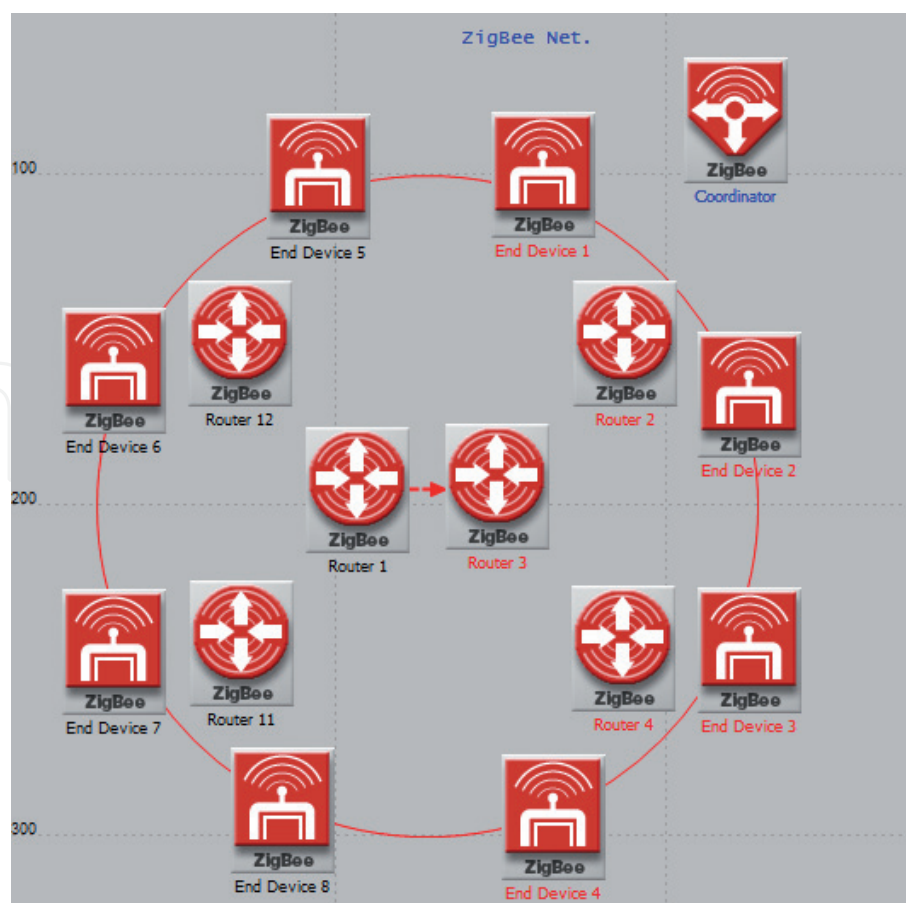 ZigBee Net.
ZigBee
Coordinator
100
ZigBee
End Device 5
ZigBee
End Device 1
ZigBee
Router 12
ZigBee
Router 2
ZigBee
End Device 6
ZigBee
End Device 2
200
ZigBee
Router 1
ZigBee
Router 3
ZigBee
End Device 7
ZigBee
Router 11
ZigBee
Router 4
ZigBee
End Device 3
300
ZigBee
End Device 8
ZigBee
End Device 4